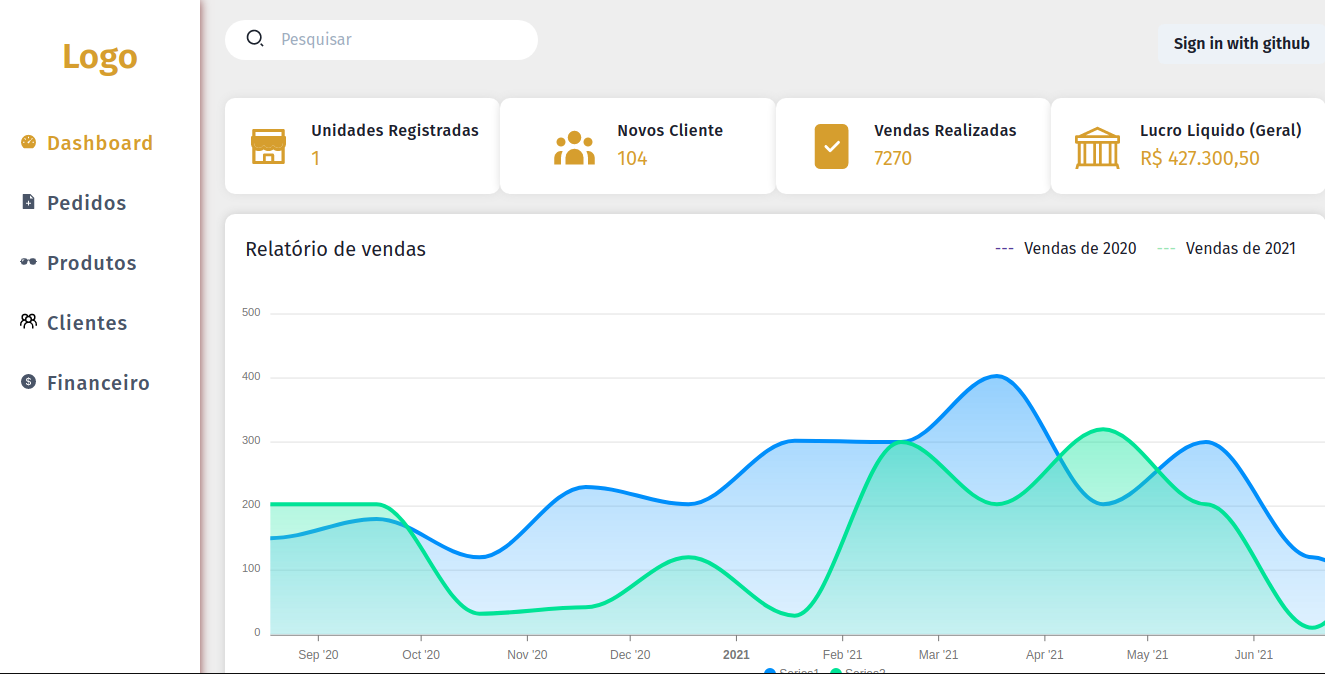 Logo
Dashboard
Pedidos
Produtos
Clientes
Financeiro
Pesquisar
Sign in with github
Unidades Registradas
1
Novos Cliente
104
Vendas Realizadas
7270
Lucro Liquido (Geral)
R$ 427.300,50
Relatório de vendas
Vendas de 2020
Vendas de 2021
500
400
300
200
100
0
Sep '20 Oct '20 Nov '20 Dec '20 2021 Feb '21 Mar '21 Apr '21 May '21 Jun '21
Series1 Series2